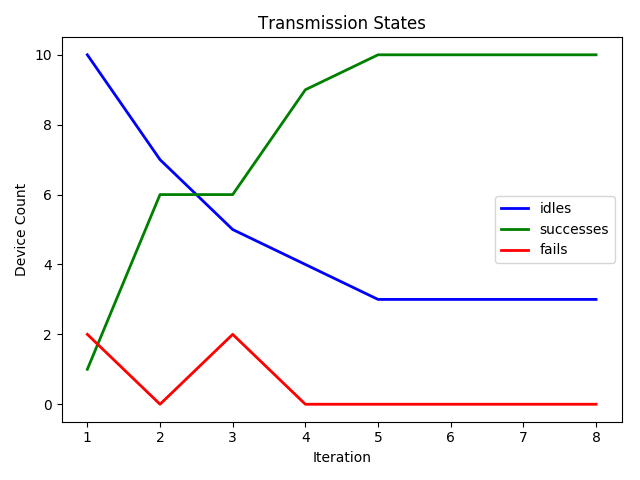 Transmission States
Device Count
10
8
6
4
2
0
idles
successes
fails
1 2 3 4 5 6 7 8
Iteration